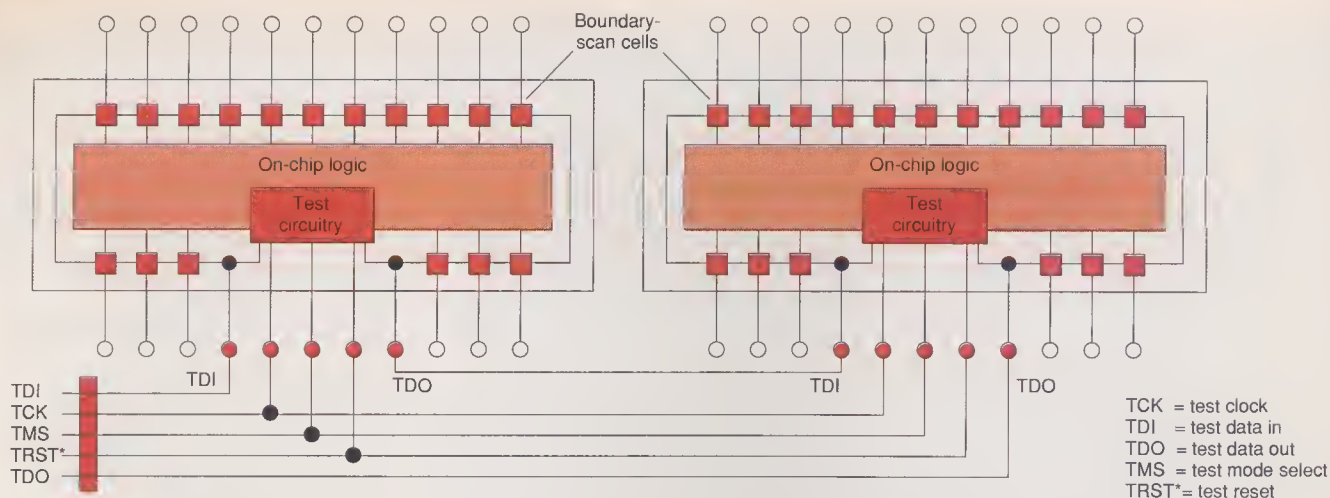 Boundary-
scan cells
On-chip logic
Test
circuitry
On-chip logic
Test
circuitry
TDI
TDO
TDI
TDO
TDI
TCK
TMS
TRST*
TDO
TCK = test clock
TDI = test data in
TDO = test data out
TMS = test mode select
TRST* = test reset